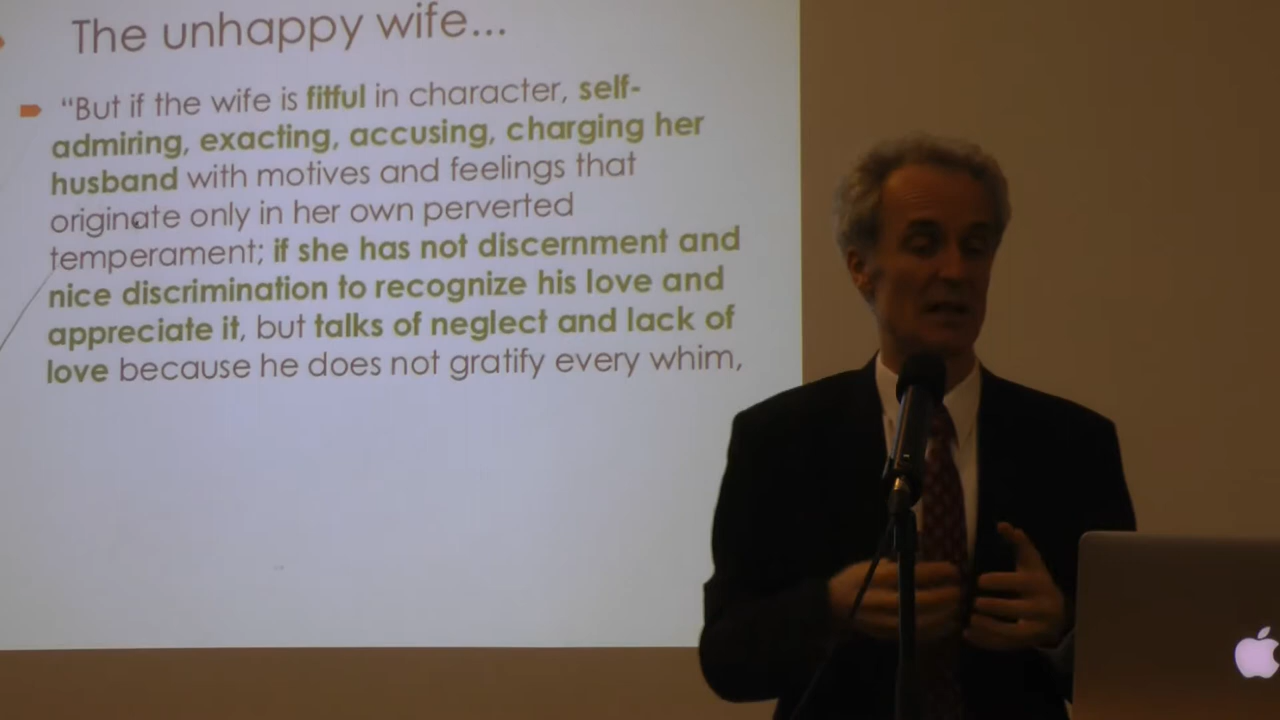 The unhappy wife...
“But if the wife is fitful in character, self-
admiring, exacting, accusing, charging her
husband with motives and feelings that
originate only in her own perverted
temperament; if she has not discernment and
nice discrimination to recognize his love and
appreciate it, but talks of neglect and lack of
love because he does not gratify every whim,